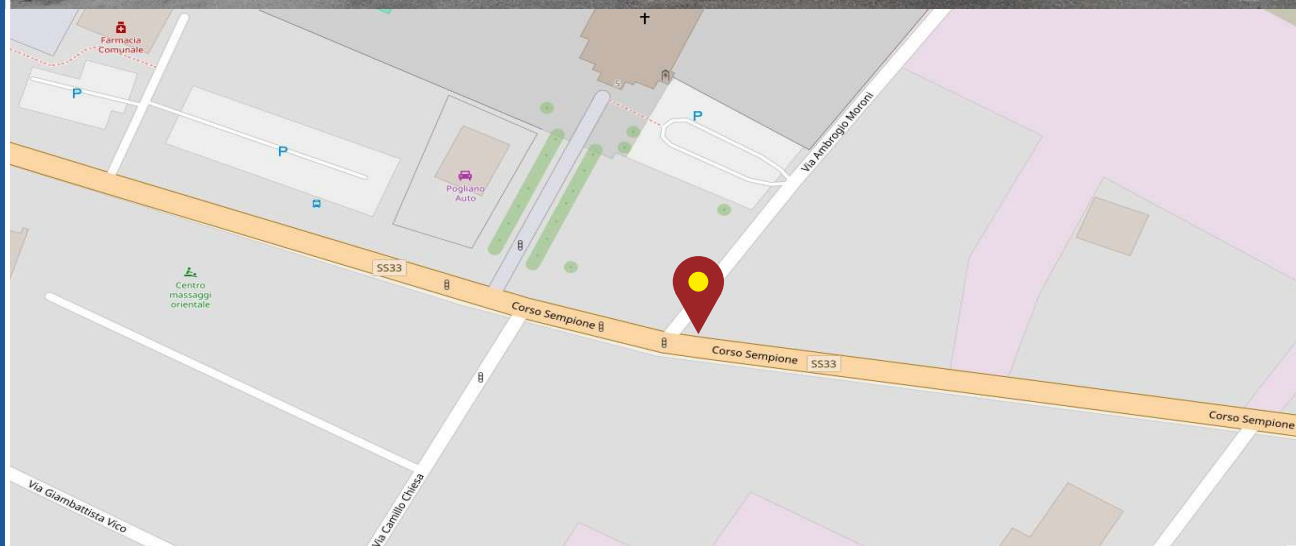 Farmacia
Comunale
P
P
P
Via Ambrogio Moroni
Pogliano
Auto
SS33
Centro
massaggi
orientale
Corso Sempione
Corso Sempione
SS33
Corso Sempione
Via Camillo Chiesa
Via Giambattista Vico